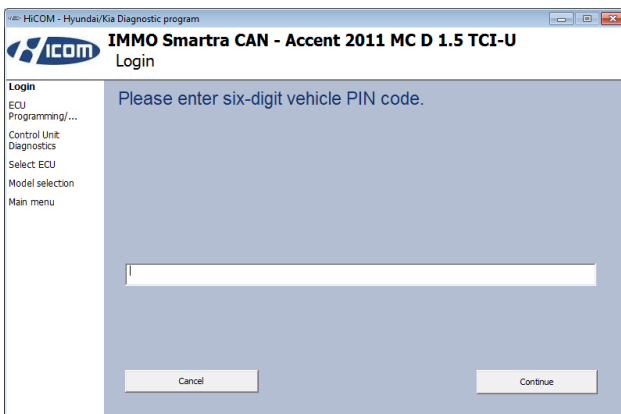 HiCOM - Hyundai/Kia Diagnostic program
HICOM
IMMO Smartra CAN - Accent 2011 MC D 1.5 TCI-U
Login
Login
ECU
Programming/...
Control Unit
Diagnostics
Select ECU
Model selection
Main menu
Please enter six-digit vehicle PIN code.
Cancel
Continue